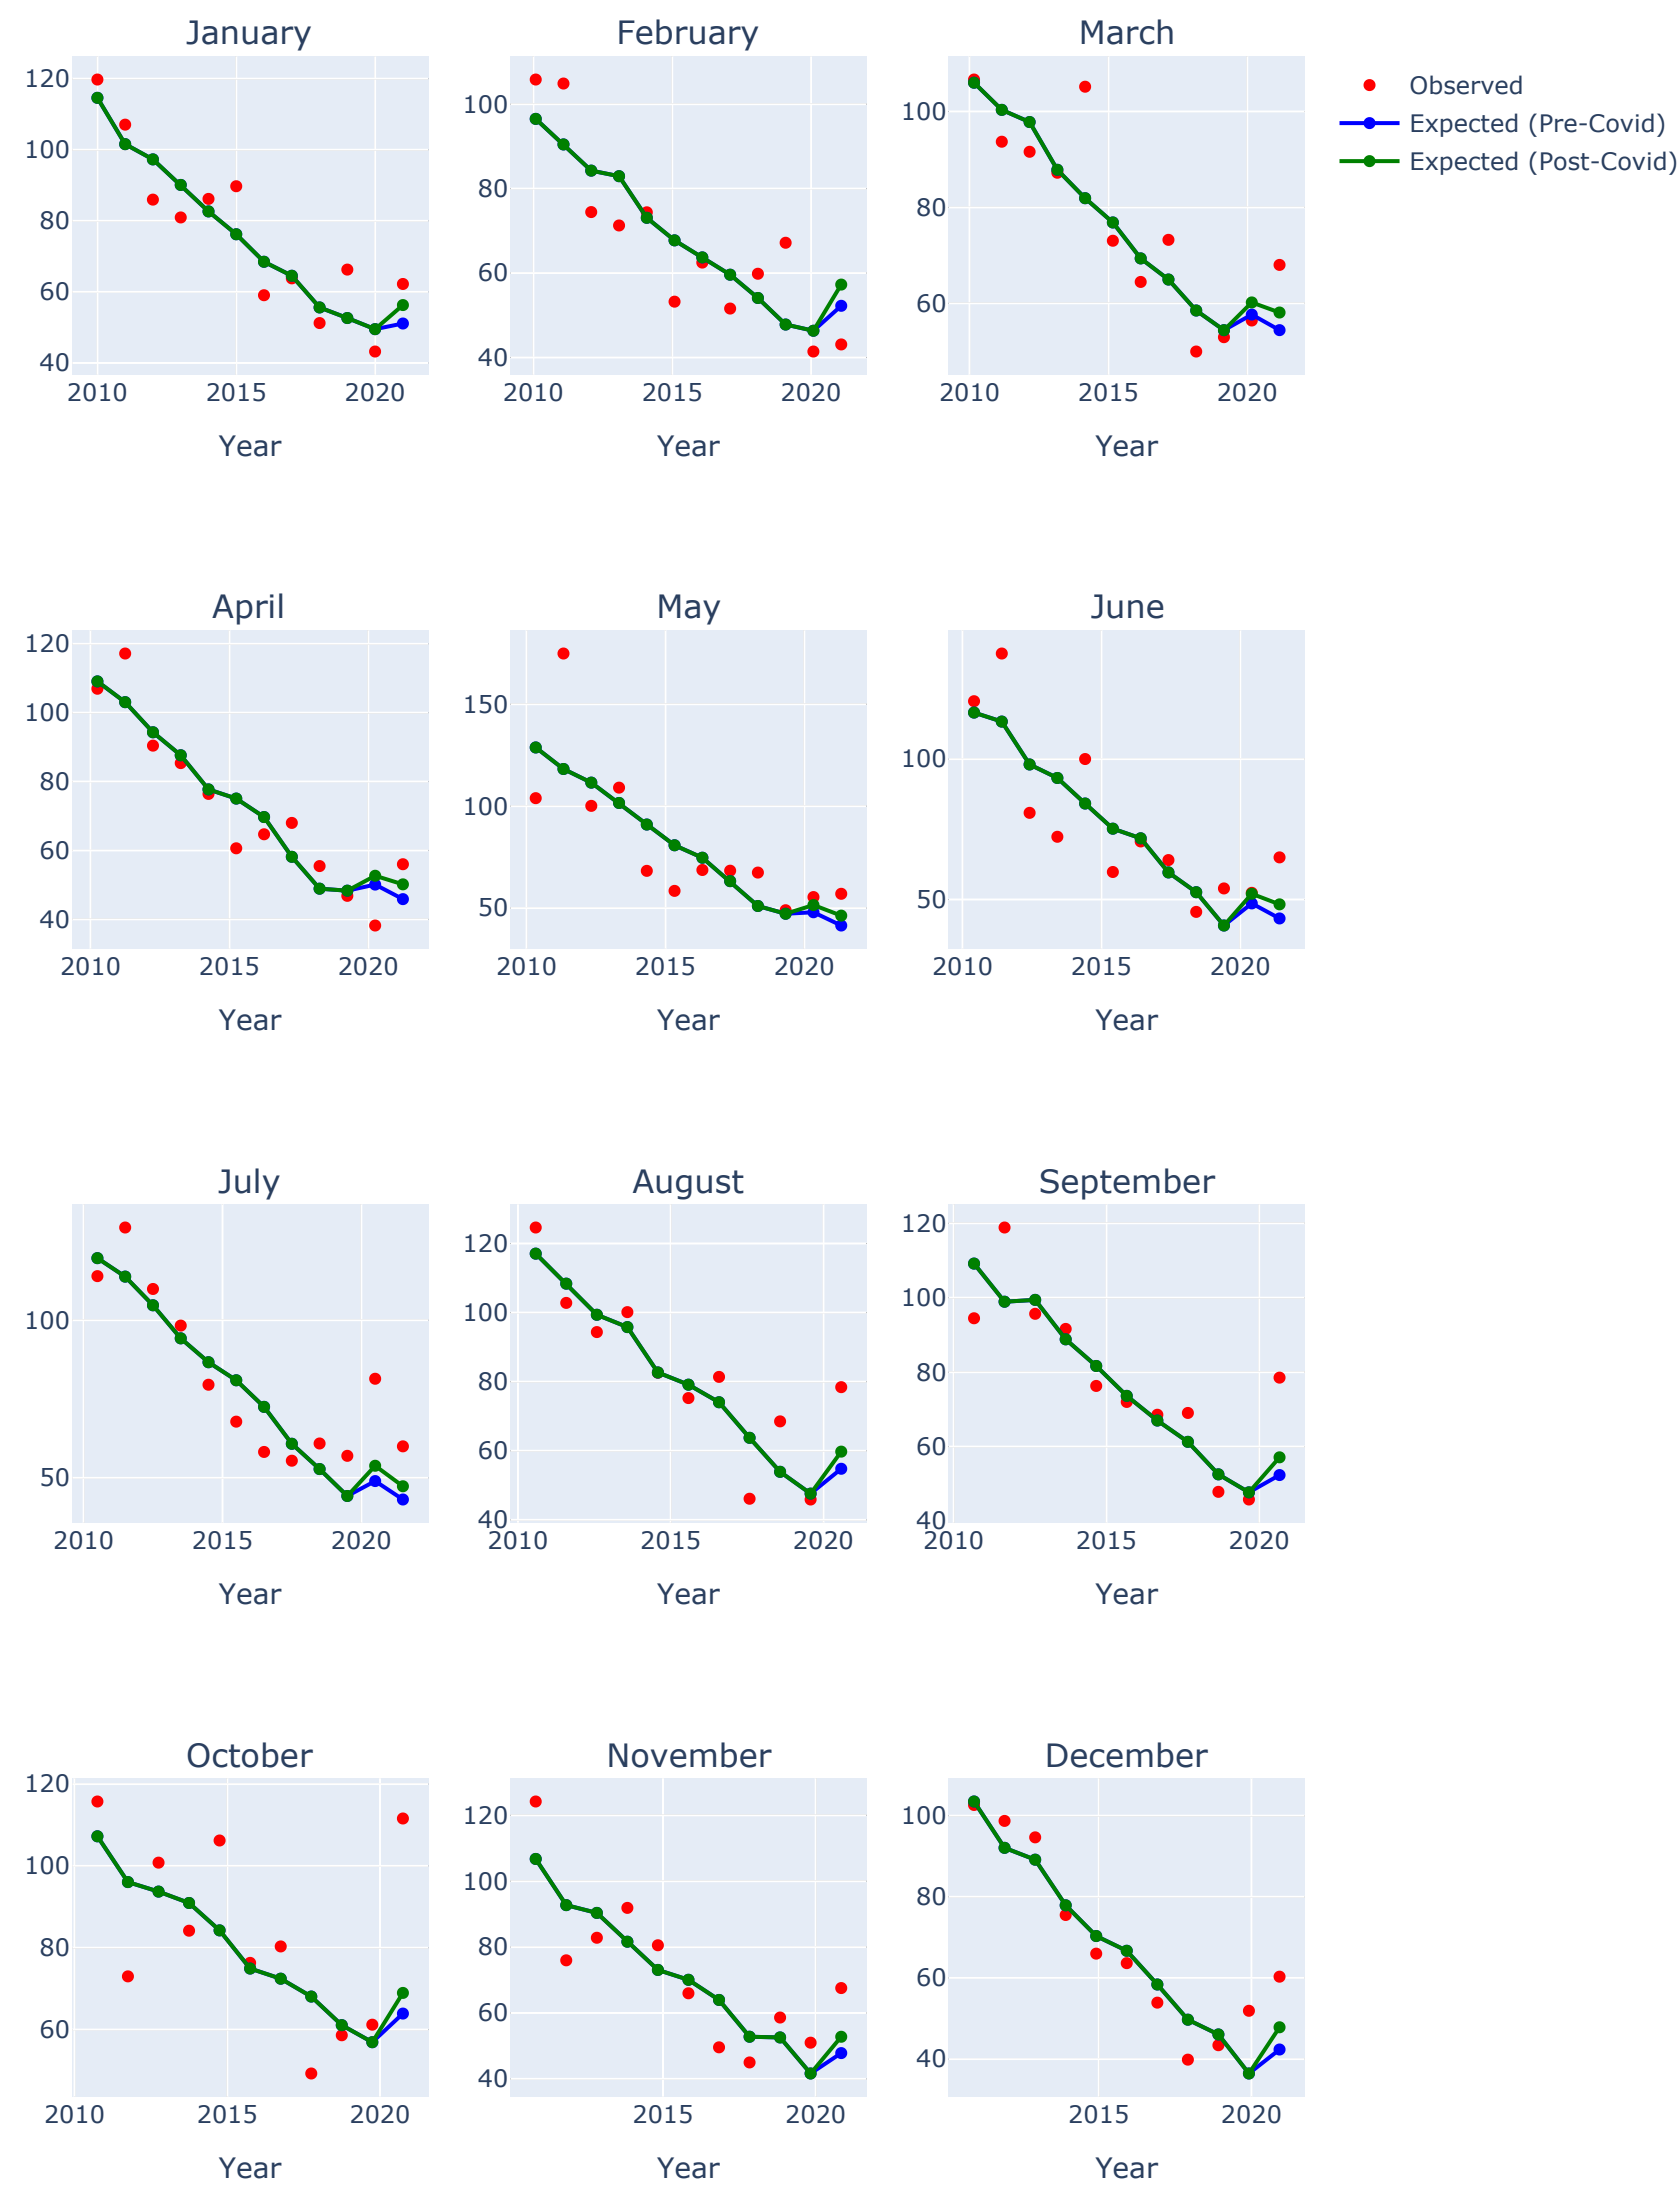 January
February
March
Observed
Expected (Pre-Covid)
Expected (Post-Covid)
120
100
80
60
40
100
80
60
40
100
80
60
2010 2015 2020
2010 2015 2020
2010 2015 2020
Year
Year
Year
April
May
June
120
100
80
60
40
150
100
50
100
50
2010 2015 2020
2010 2015 2020
2010 2015 2020
Year
Year
Year
July
August
September
100
50
120
100
80
60
40
120
100
80
60
40
2010 2015 2020
2010 2015 2020
2010 2015 2020
Year
Year
Year
October
November
December
120
100
80
60
120
100
80
60
40
100
80
60
40
2010 2015 2020
2015 2020
2015 2020
Year
Year
Year